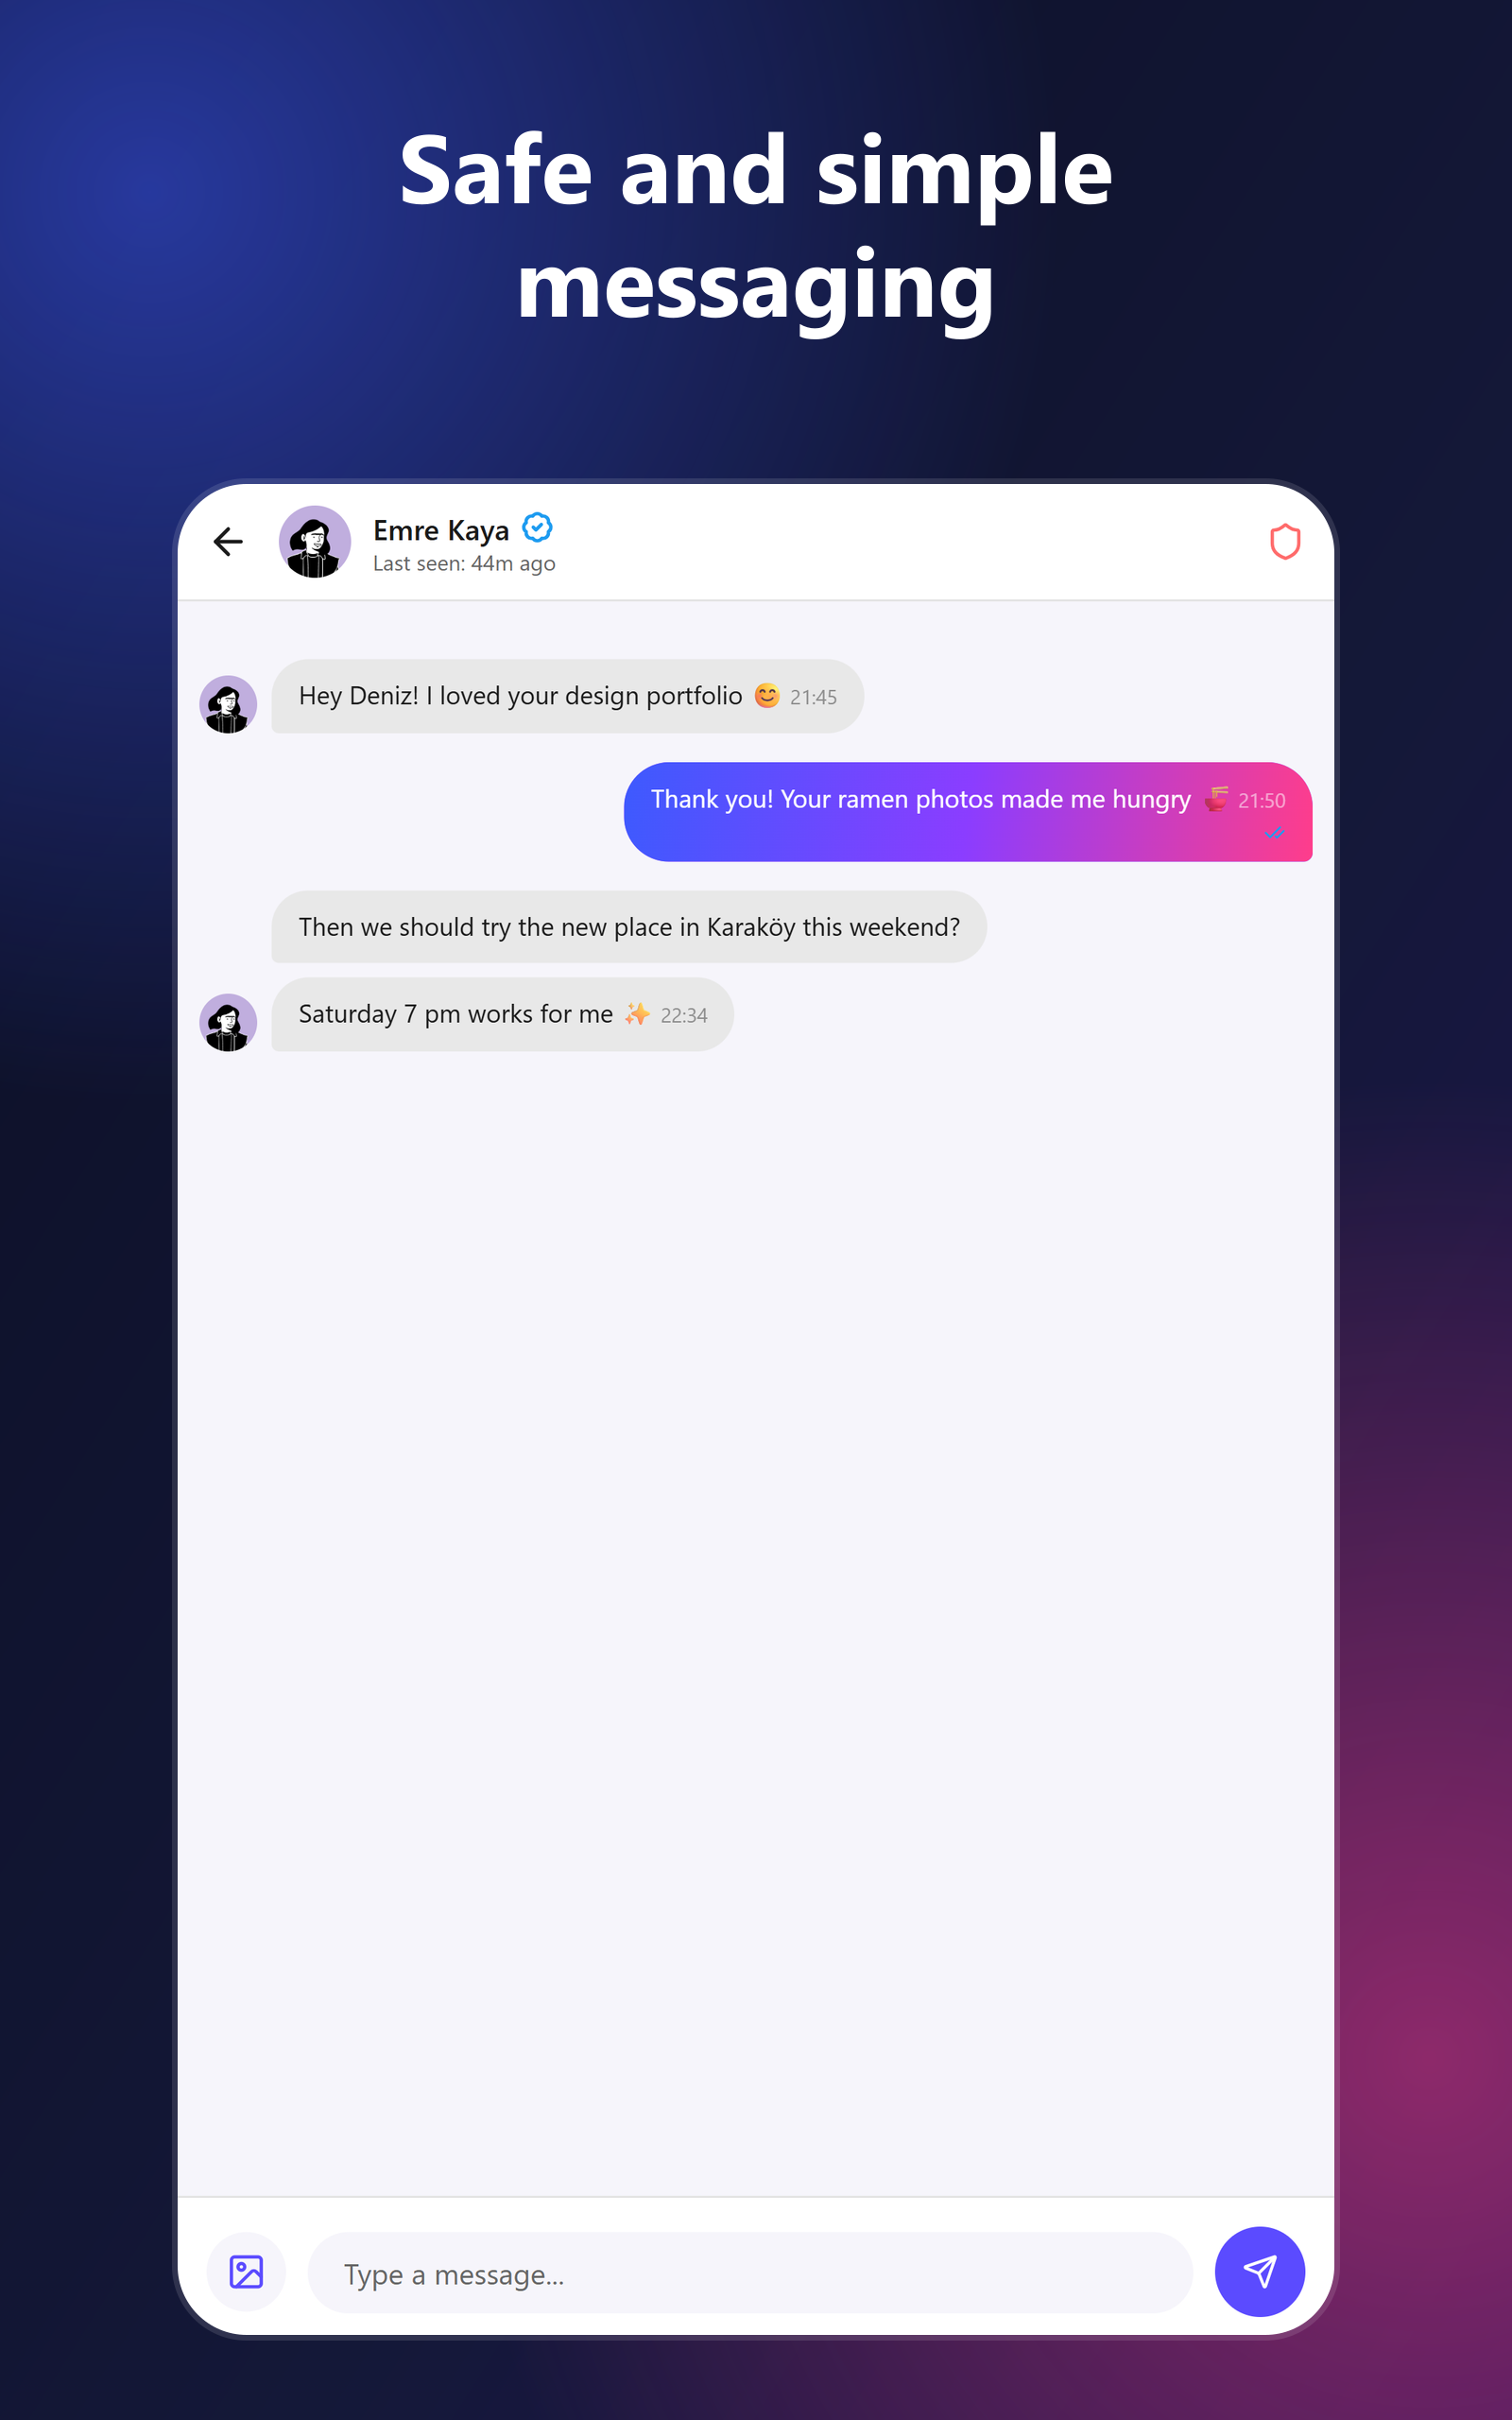 Safe and simple
messaging
Emre Kaya
Last seen: 44m ago
Hey Deniz! I loved your design portfolio 😊 21:45
Thank you! Your ramen photos made me hungry 🍜 21:50
Then we should try the new place in Karaköy this weekend?
Saturday 7 pm works for me ✨ 22:34
Type a message...